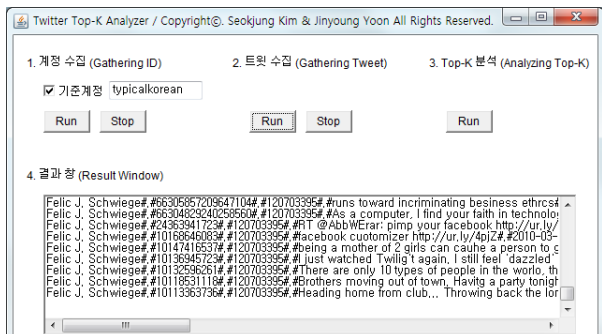 Twitter Top-K Analyzer / Copyright©. Seokjung Kim & Jinyoung Yoon All Rights Reserved.
1. 계정 수집 (Gathering ID) 2. 트윗 수집 (Gathering Tweet) 3. Top-K 분석 (Analyzing Top-K)
기준계정 typicalkorean
Run Stop Run Stop Run
4. 결과 창 (Result Window)
Felic J, Schwiege#,#66305857209647104#,#120703395#,#runs toward incriminating besiness ethrcs#
Felic J, Schwiege#,#66304829240258560#,#120703395#,#As a computer, I find your faith in technolo
Felic J, Schwiege#,#24363941723#,#120703395#,#RT @AbbWErar: pimp your facebook http://ur,ly/
Felic J, Schwiege#,#10168646083#,#120703395#,#facebook cuotomizer http://ur,ly/4pjZ#,#2010-03-
Felic J, Schwiege#,#10147416537#,#120703395#,#being a mother of 2 girls can cauhe a person to g
Felic J, Schwiege#,#10136945723#,#120703395#,#I just watched Twilig't again, I still feel 'dazzled'
Felic J, Schwiege#,#10132596261#,#120703395#,#There are only 10 types of people in the world, th
Felic J, Schwiege#,#10118531118#,#120703395#,#Brothers moving out of town, Havitg a party tonigh
Felic J, Schwiege#,#10113363736#,#120703395#,#Heading home from club,,, Throwing back the lor